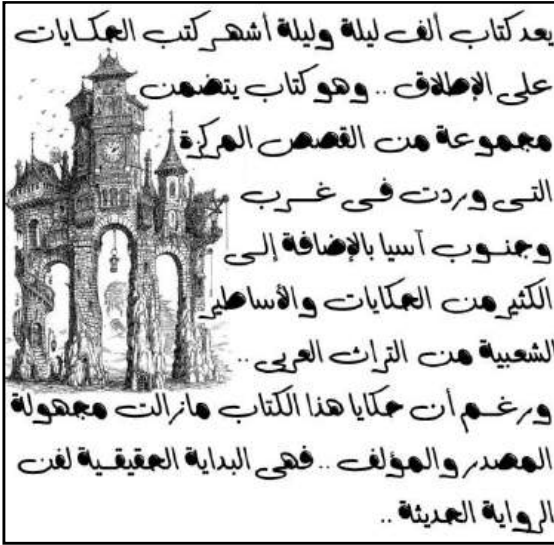 يعد كتاب ألف ليلة وليلة أشهر كتب الحكايات
على الإطلاق .. وهو كتاب يتضمن
مجموعة من القصص المركزة
التى وردت فى غرب
وجنوب آسيا بالإضافة إلى
الكثير من الحكايات والأساطير
الشعبية من التراث العربى ..
ورغم أن حكايا هذا الكتاب مازالت مجهولة
المصدر والمؤلف .. فهى البداية الحقيقية لفن
الرواية الحديثة ..